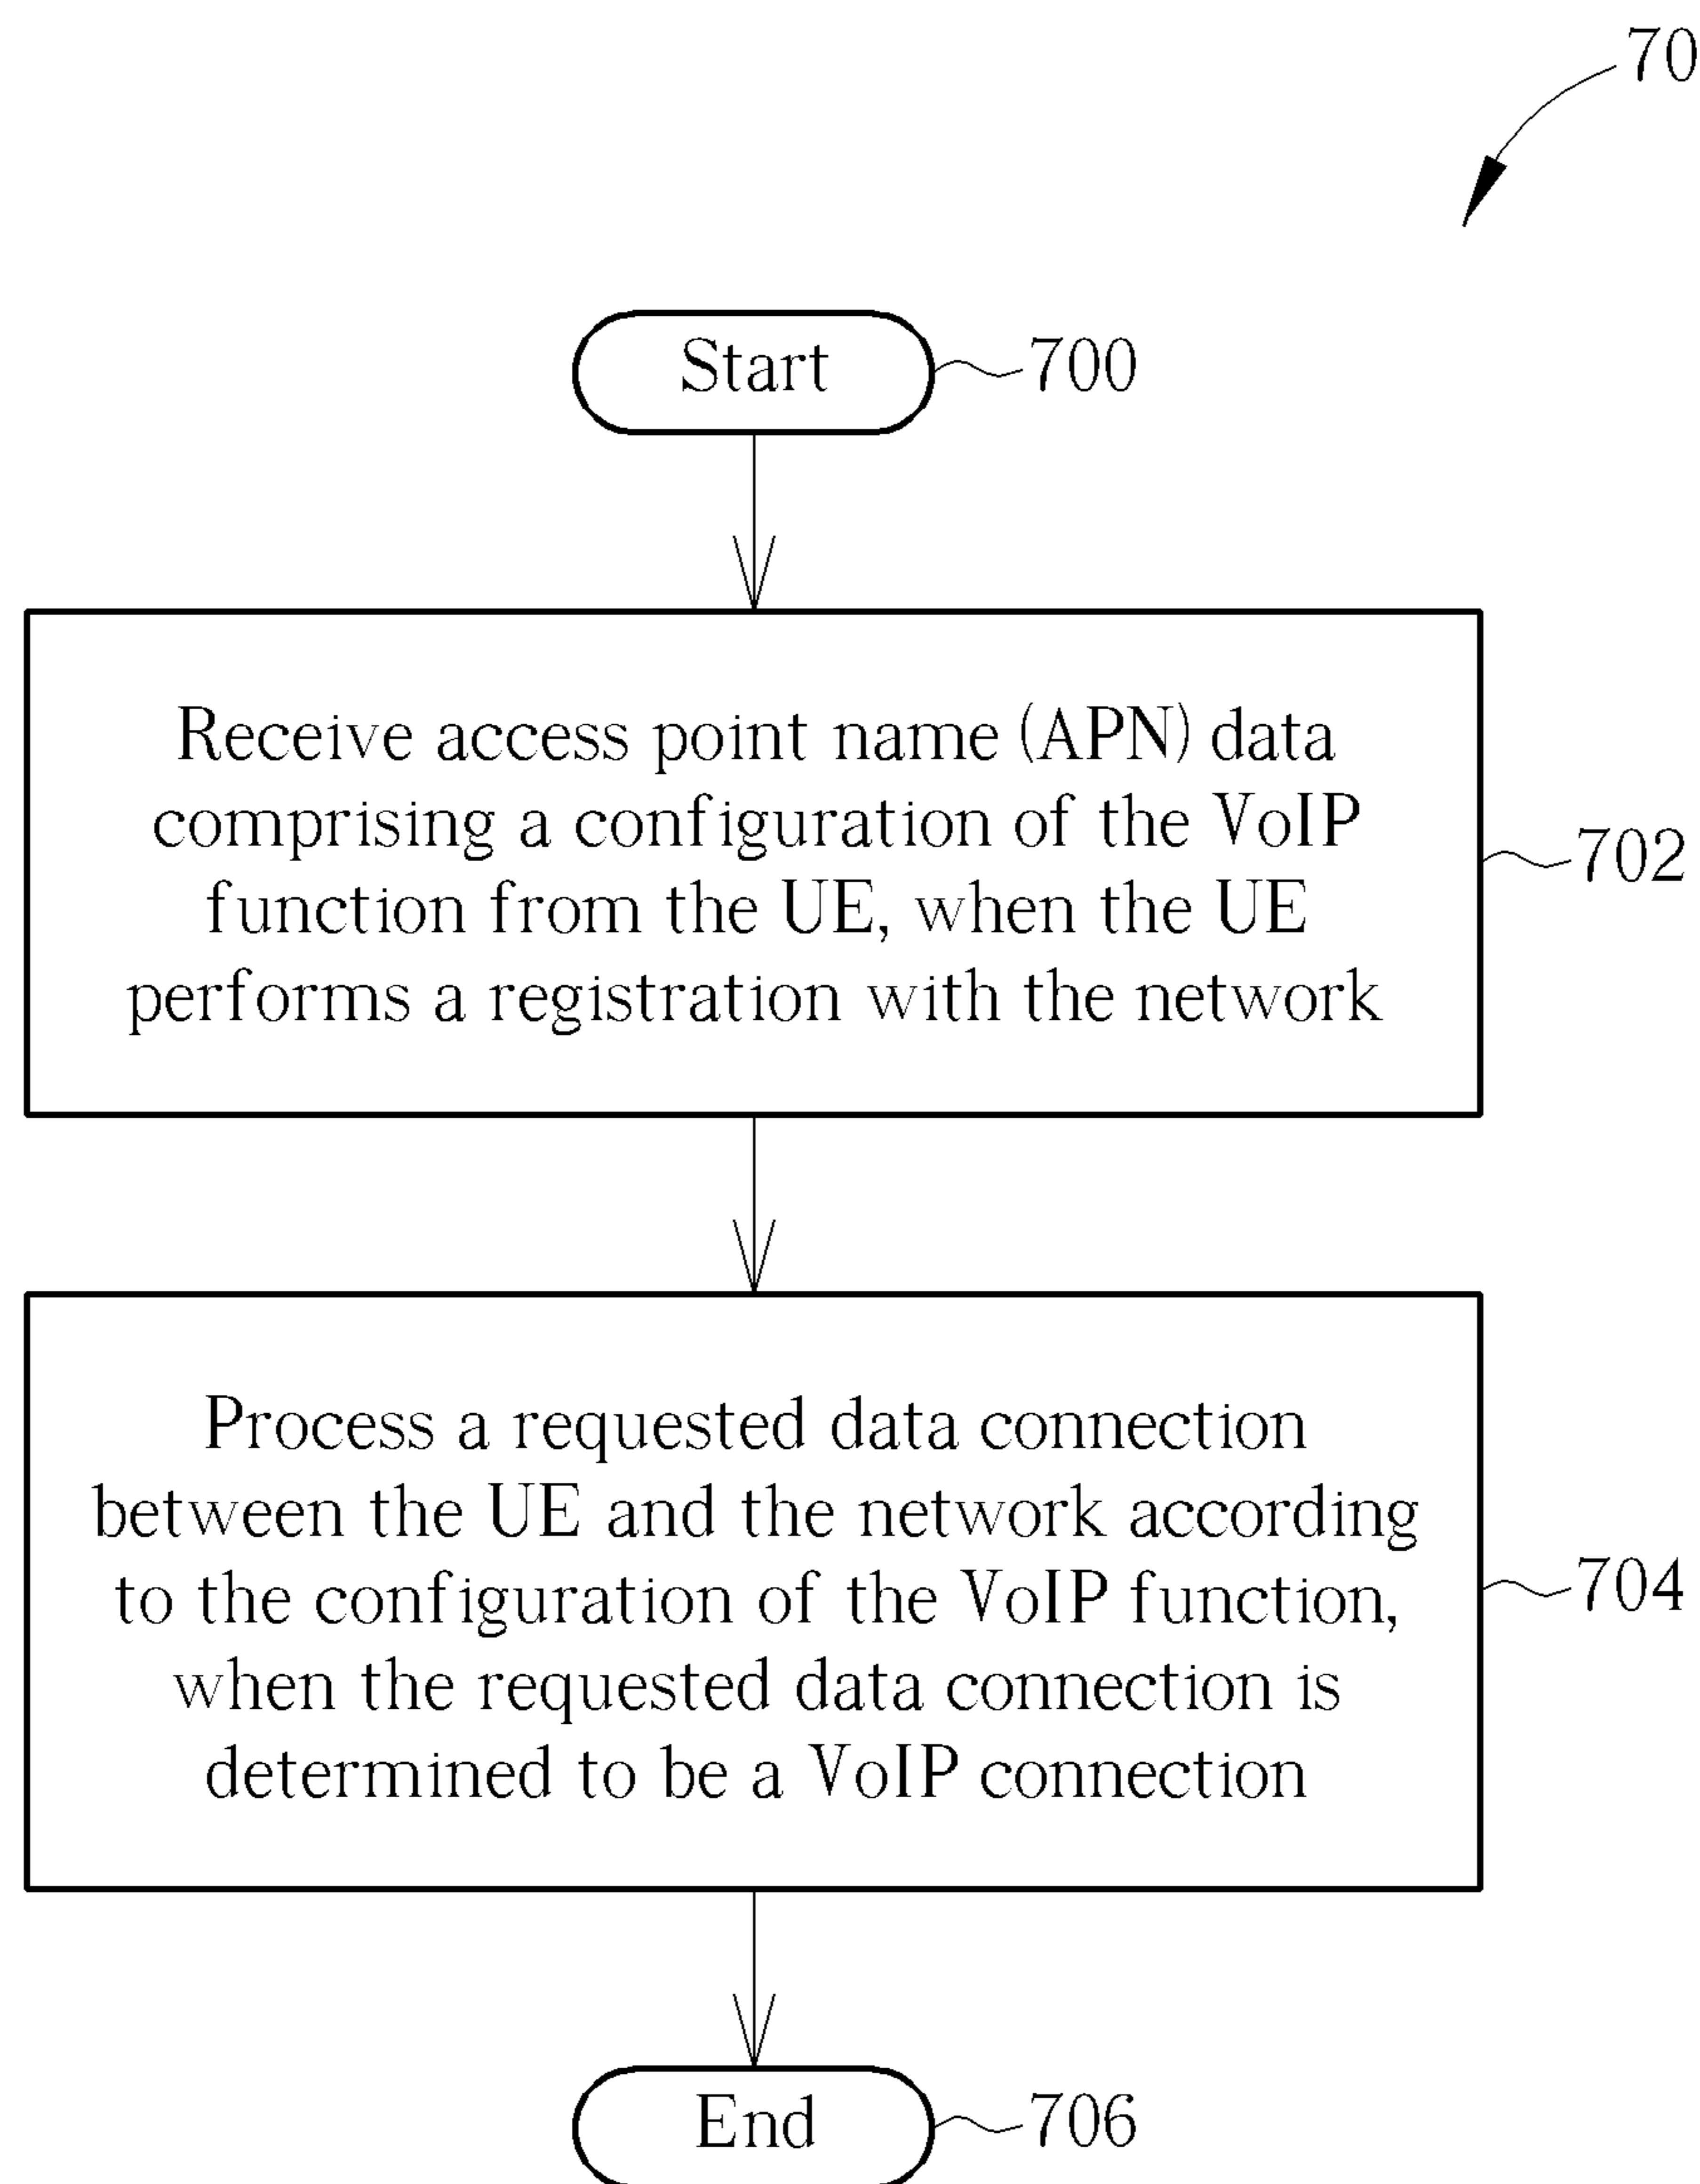 70
Start
700
Receive access point name (APN) data
comprising a configuration of the VoIP
function from the UE, when the UE
performs a registration with the network
702
Process a requested data connection
between the UE and the network according
to the configuration of the VoIP function,
when the requested data connection is
determined to be a VoIP connection
704
End
706